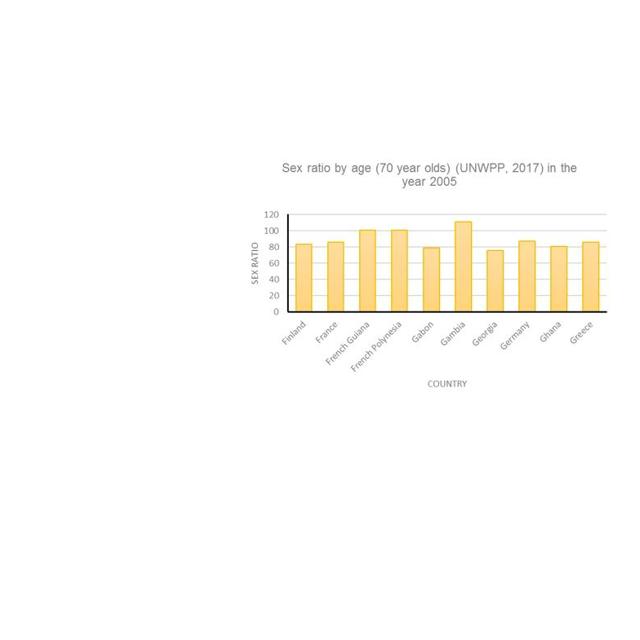 Sex ratio by age (70 year olds) (UNWPP, 2017) in the
year 2005
SEX RATIO
120
100
80
60
40
20
0
Finland
France
French Guiana
French Polynesia
Gabon
Gambia
Georgia
Germany
Ghana
Greece
COUNTRY